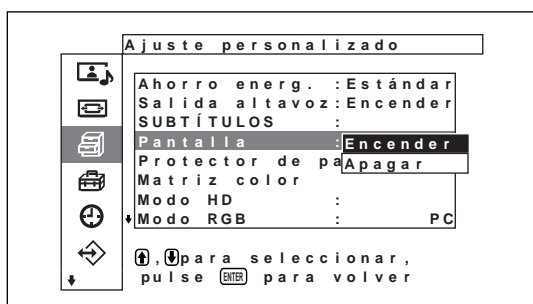 Ajuste personalizado
Ahorro energ. :Estándar
Salida altavoz:Encender
SUBTÍTULOS :
Pantalla :Encender
Protector de pa Apagar
Matriz color
Modo HD :
Modo RGB : PC
, para seleccionar,
pulse ENTER para volver